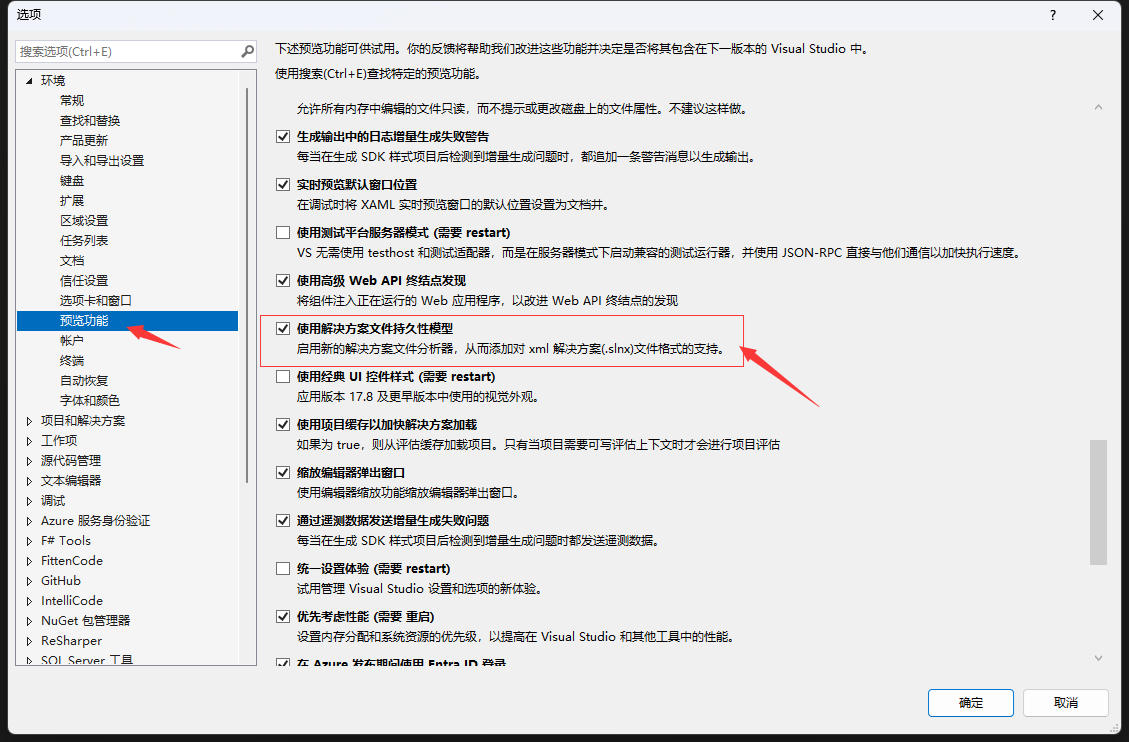 选项
?
搜索选项(Ctrl+E)
环境
常规
查找和替换
产品更新
导入和导出设置
键盘
扩展
区域设置
任务列表
文档
信任设置
选项卡和窗口
预览功能
帐户
终端
自动恢复
字体和颜色
项目和解决方案
工作项
源代码管理
文本编辑器
调试
Azure 服务身份验证
F# Tools
FittenCode
GitHub
IntelliCode
NuGet 包管理器
ReSharper
SQL Server 工具
下述预览功能可供试用。你的反馈将帮助我们改进这些功能并决定是否将其包含在下一版本的 Visual Studio 中。
使用搜索(Ctrl+E)查找特定的预览功能。
允许所有内存中编辑的文件只读，而不提示或更改磁盘上的文件属性。不建议这样做。
生成输出中的日志增量生成失败警告
每当在生成 SDK 样式项目后检测到增量生成问题时，都追加一条警告消息以生成输出。
实时预览默认窗口位置
在调试时将 XAML 实时预览窗口的默认位置设置为文档井。
使用测试平台服务器模式 (需要 restart)
VS 无需使用 testhost 和测试适配器，而是在服务器模式下启动兼容的测试运行器，并使用 JSON-RPC 直接与他们通信以加快执行速度。
使用高级 Web API 终结点发现
将组件注入正在运行的 Web 应用程序，以改进 Web API 终结点的发现
使用解决方案文件持久性模型
启用新的解决方案文件分析器，从而添加对 xml 解决方案(.slnx)文件格式的支持。
使用经典 UI 控件样式 (需要 restart)
应用版本 17.8 及更早版本中使用的视觉外观。
使用项目缓存以加快解决方案加载
如果为 true，则从评估缓存加载项目。只有当项目需要可写评估上下文时才会进行项目评估
缩放编辑器弹出窗口
使用编辑器缩放功能缩放编辑器弹出窗口。
通过遥测数据发送增量生成失败问题
每当在生成 SDK 样式项目后检测到增量生成问题时都发送遥测数据。
统一设置体验 (需要 restart)
试用管理 Visual Studio 设置和选项的新体验。
优先考虑性能 (需要 重启)
设置内存分配和系统资源的优先级，以提高在 Visual Studio 和其他工具中的性能。
在 Azure 发布期间使用 Entra ID 登录
确定
取消